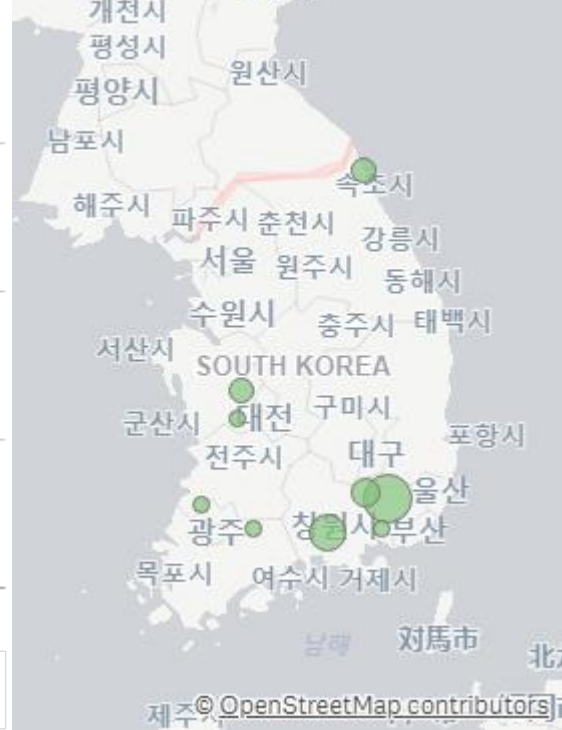 개천시
평성시
원산시
평양시
남포시
속초시
해주시
파주시 춘천시
강릉시
서울 원주시
동해시
수원시
충주시 태백시
서산시
SOUTH KOREA
군산시 대전 구미시
포항시
전주시 대구
울산
광주 창원시 부산
목포시 여수시 거제시
남해 対馬市
제주
© OpenStreetMap contributors